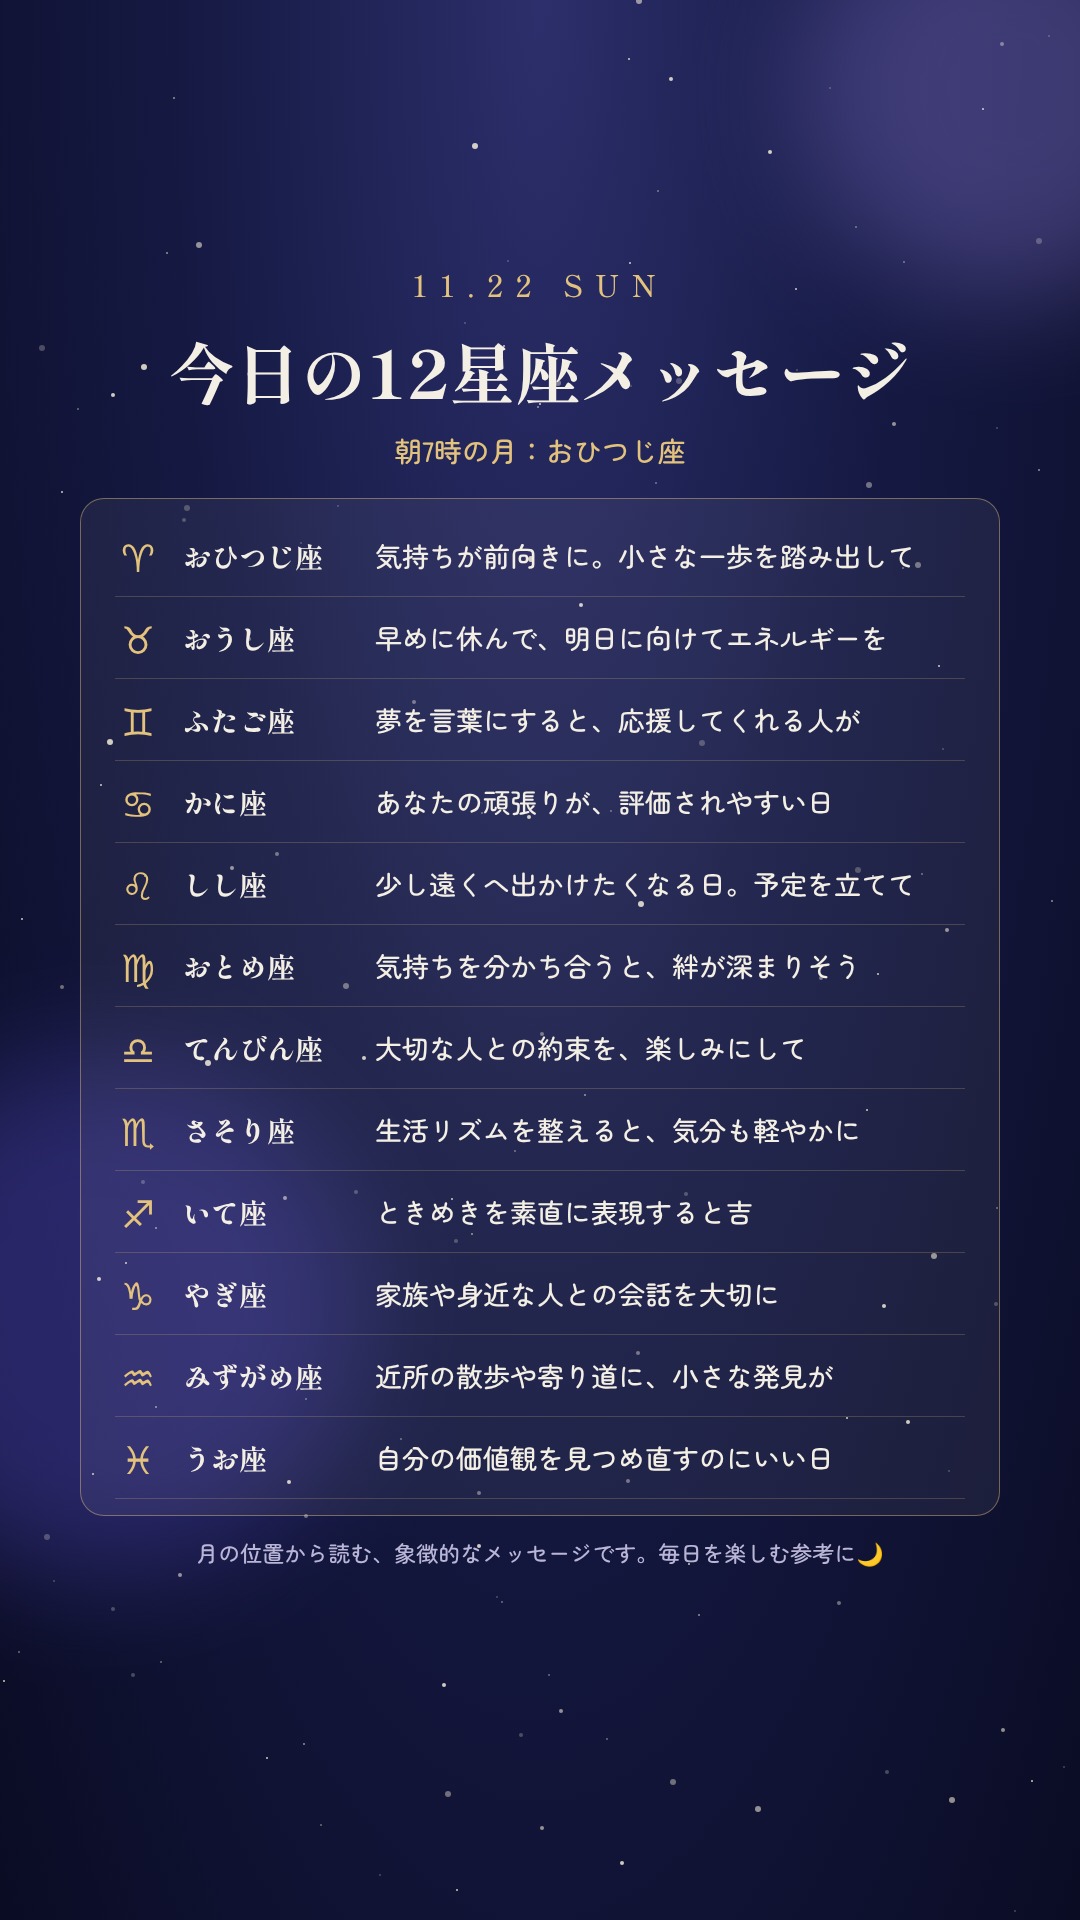 11.22 SUN
今日の12星座メッセージ
朝7時の月：おひつじ座
♈ おひつじ座 気持ちが前向きに。小さな一歩を踏み出して
♉ おうし座 早めに休んで、明日に向けてエネルギーを
♊ ふたご座 夢を言葉にすると、応援してくれる人が
♋ かに座 あなたの頑張りが、評価されやすい日
♌ しし座 少し遠くへ出かけたくなる日。予定を立てて
♍ おとめ座 気持ちを分かち合うと、絆が深まりそう
♎ てんびん座 大切な人との約束を、楽しみにして
♏ さそり座 生活リズムを整えると、気分も軽やかに
♐ いて座 ときめきを素直に表現すると吉
♑ やぎ座 家族や身近な人との会話を大切に
♒ みずがめ座 近所の散歩や寄り道に、小さな発見が
♓ うお座 自分の価値観を見つめ直すのにいい日
月の位置から読む、象徴的なメッセージです。毎日を楽しむ参考に🌙